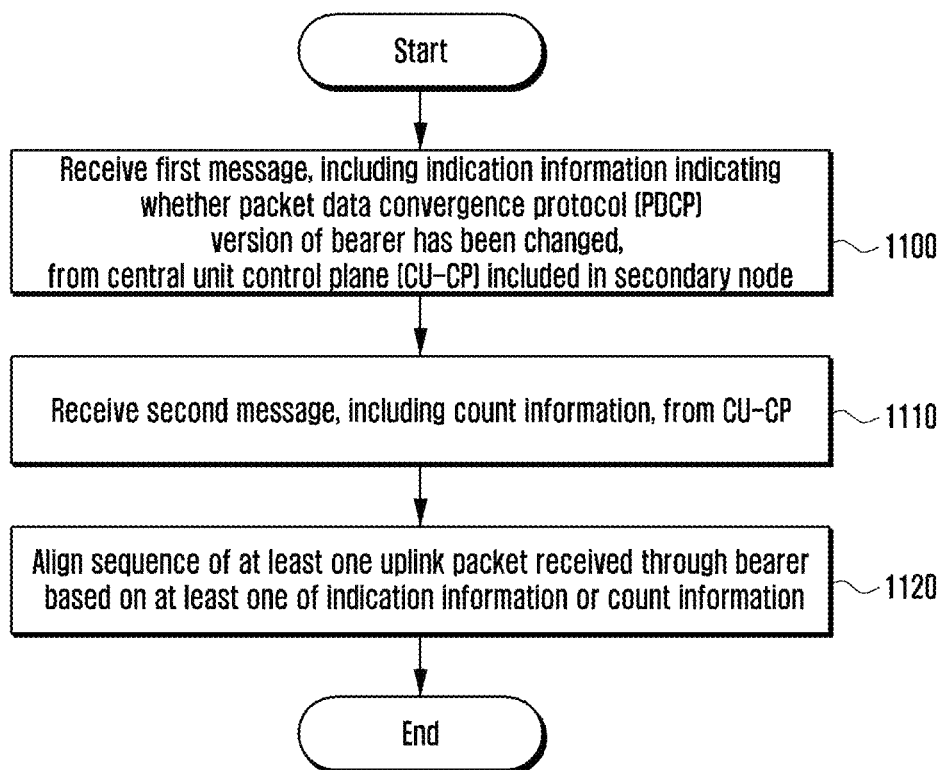 Start
Receive first message, including indication information indicating
whether packet data convergence protocol (PDCP)
version of bearer has been changed,
from central unit control plane (CU-CP) included in secondary node
1100
Receive second message, including count information, from CU-CP
1110
Align sequence of at least one uplink packet received through bearer
based on at least one of indication information or count information
1120
End